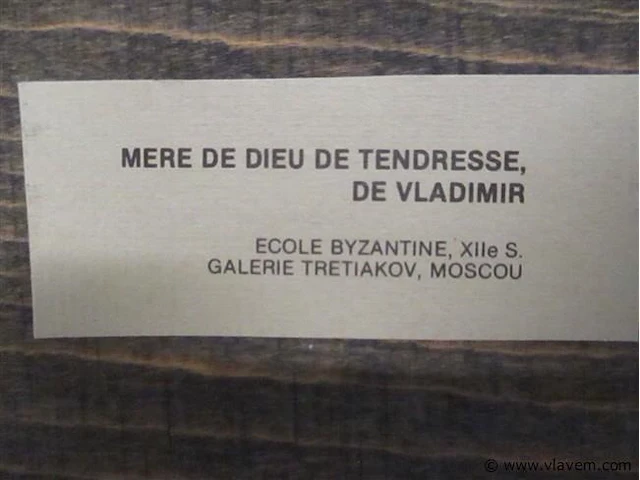 MERE DE DIEU DE TENDRESSE,
DE VLADIMIR
ECOLE BYZANTINE, XIIe S.
GALERIE TRETIAKOV, MOSCOU
© www.vlavem.com